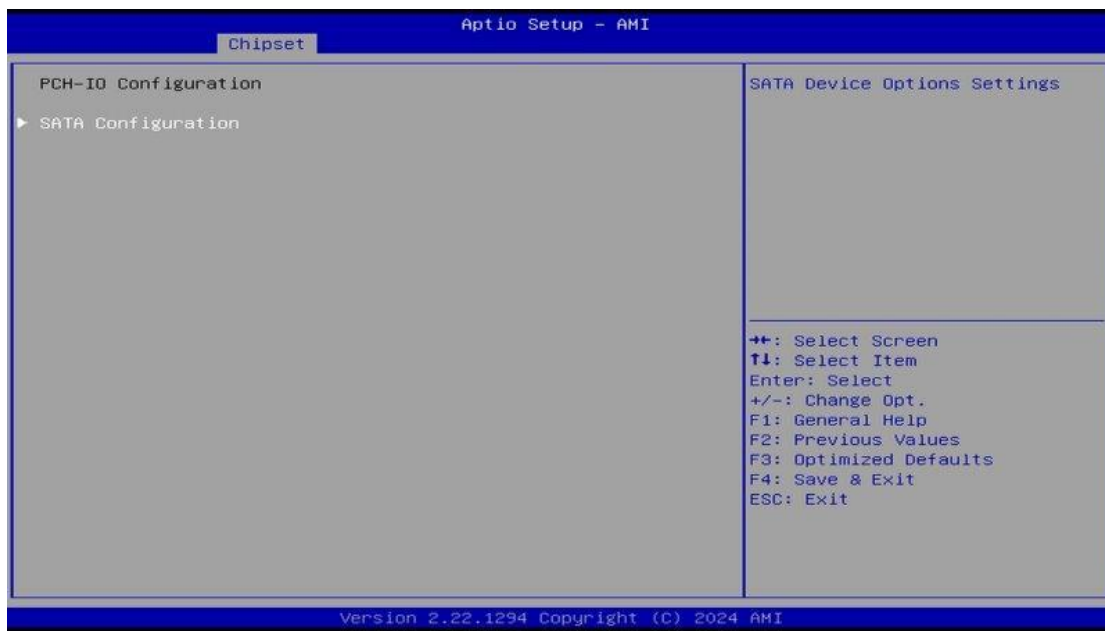 Aptio Setup – AMI
Chipset
PCH-IO Configuration
► SATA Configuration
SATA Device Options Settings
→←: Select Screen
↑↓: Select Item
Enter: Select
+/-: Change Opt.
F1: General Help
F2: Previous Values
F3: Optimized Defaults
F4: Save & Exit
ESC: Exit
Version 2.22.1294 Copyright (C) 2024 AMI